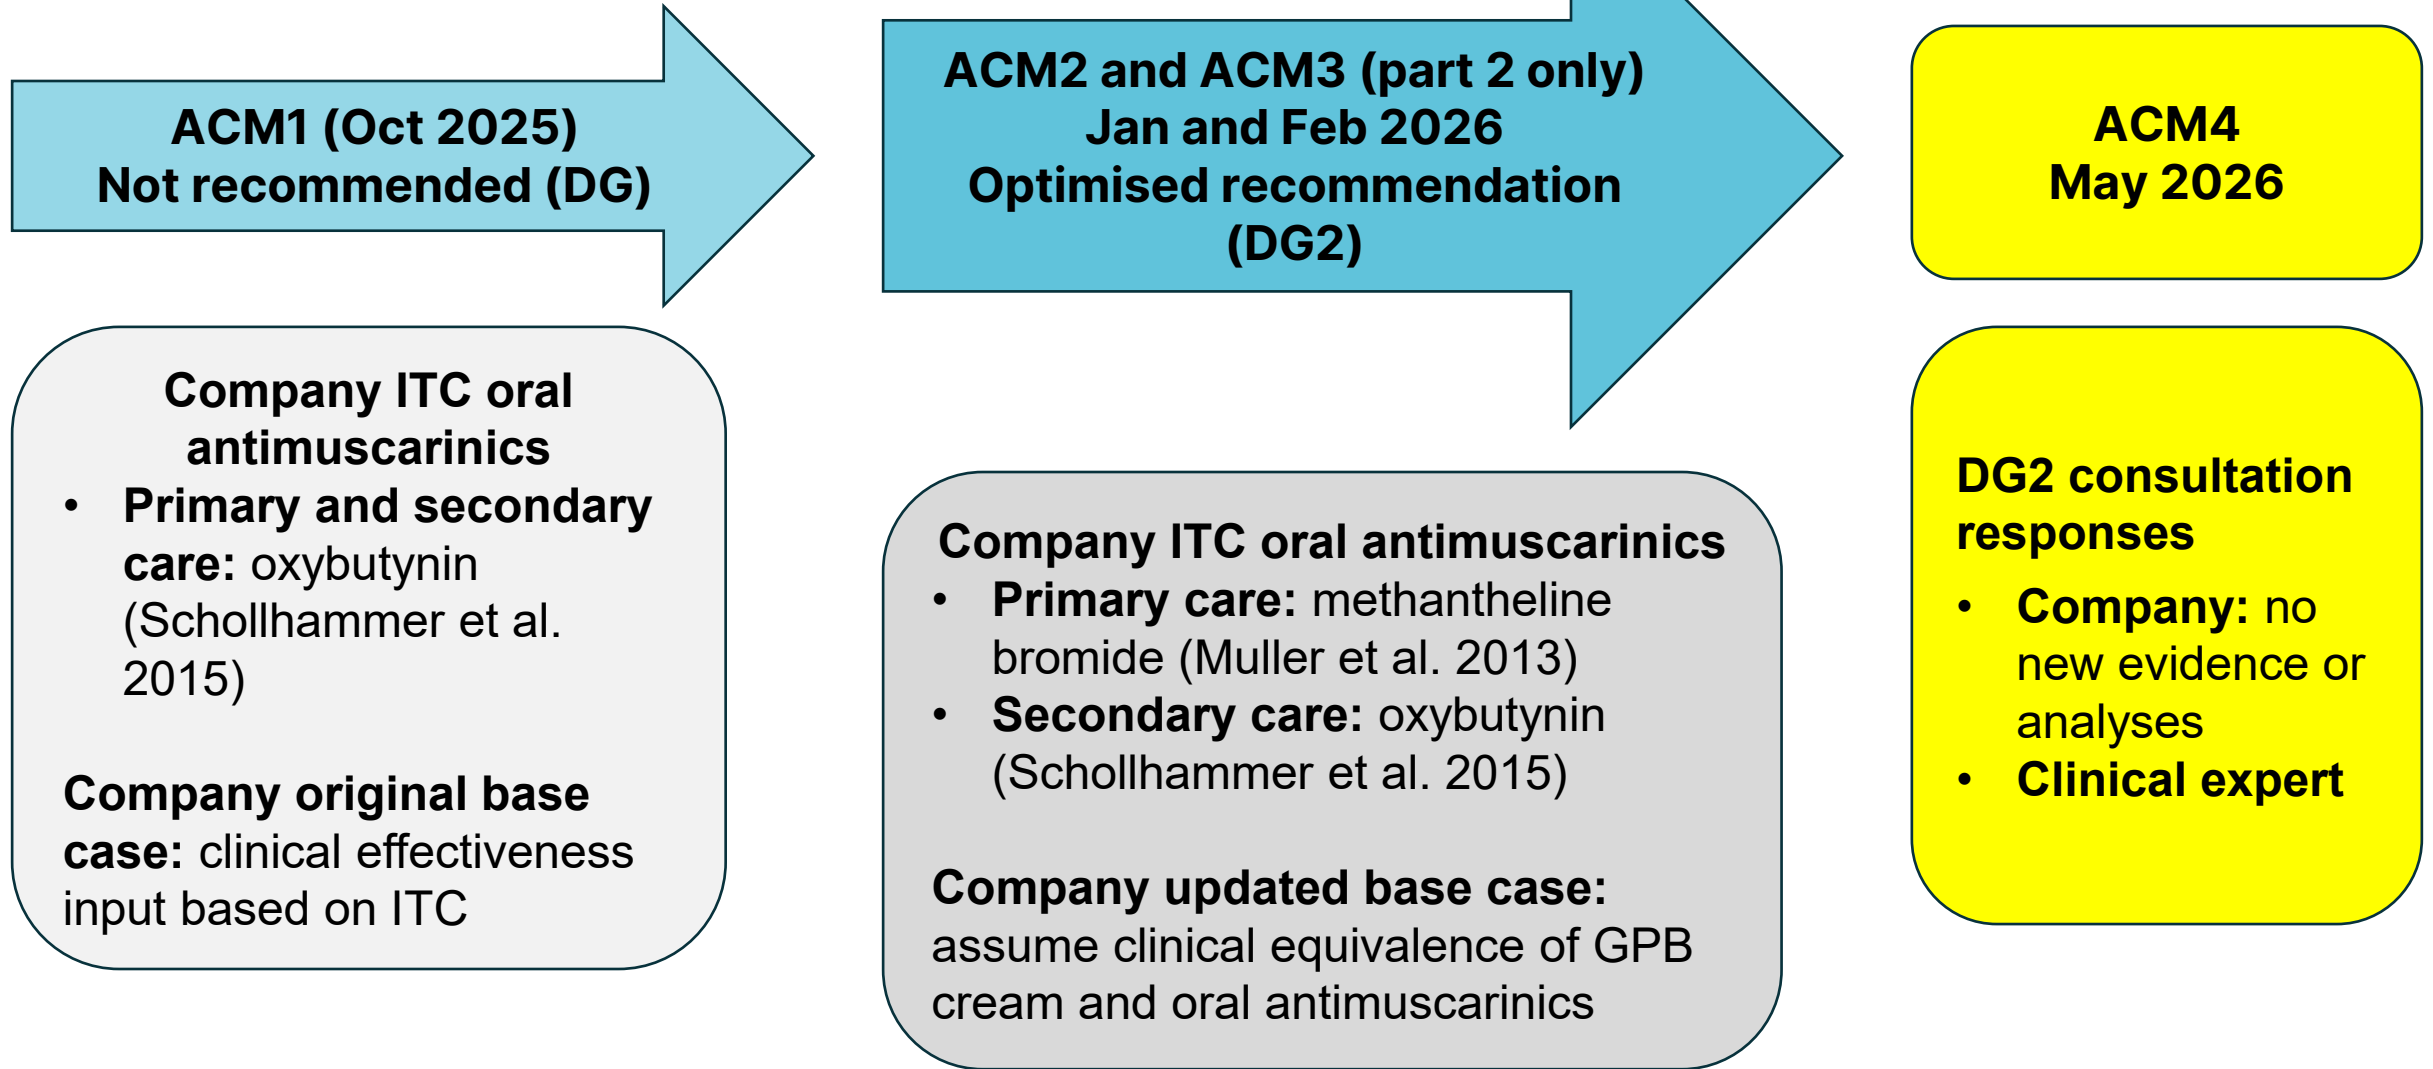 ACM1 (Oct 2025)
Not recommended (DG)
Company ITC oral
antimuscarinics
• Primary and secondary
care: oxybutynin
(Schollhammer et al.
2015)
Company original base
case: clinical effectiveness
input based on ITC
ACM2 and ACM3 (part 2 only)
Jan and Feb 2026
Optimised recommendation
(DG2)
Company ITC oral antimuscarinics
• Primary care: methantheline
bromide (Muller et al. 2013)
• Secondary care: oxybutynin
(Schollhammer et al. 2015)
Company updated base case:
assume clinical equivalence of GPB
cream and oral antimuscarinics
ACM4
May 2026
DG2 consultation
responses
• Company: no
new evidence or
analyses
• Clinical expert